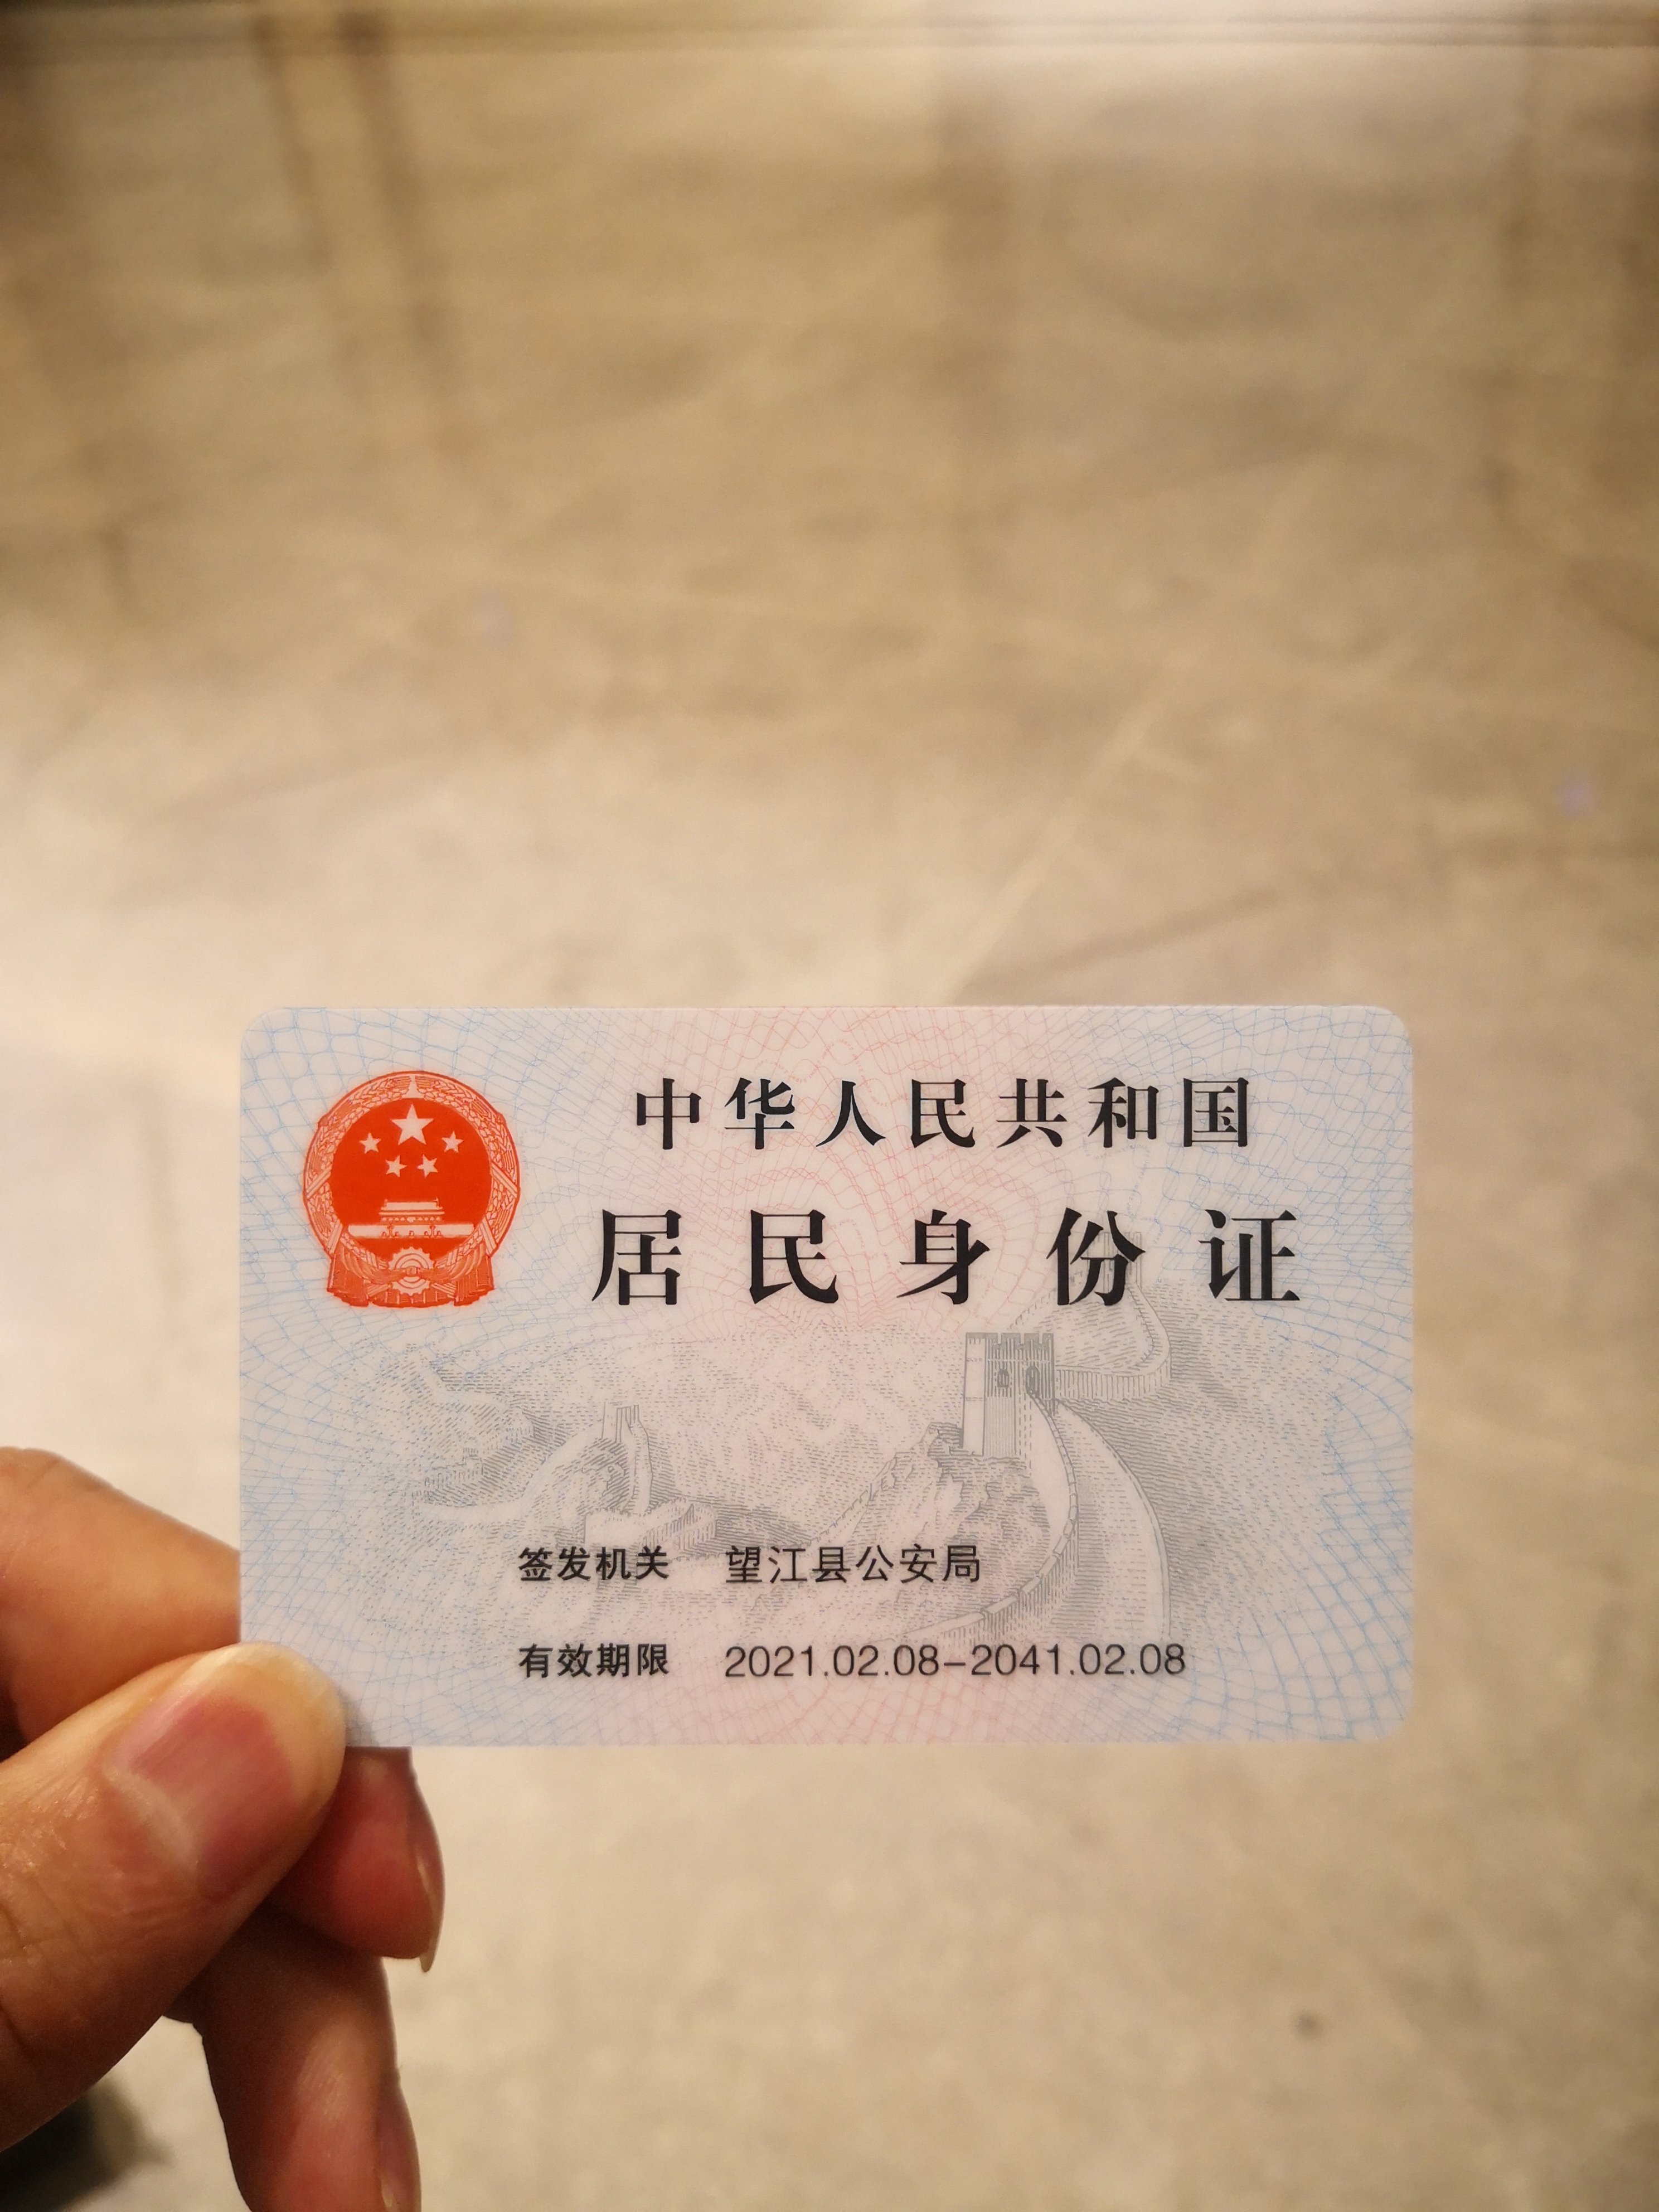 中华人民共和国
居民身份证
签发机关 望江县公安局
有效期限 2021.02.08-2041.02.08